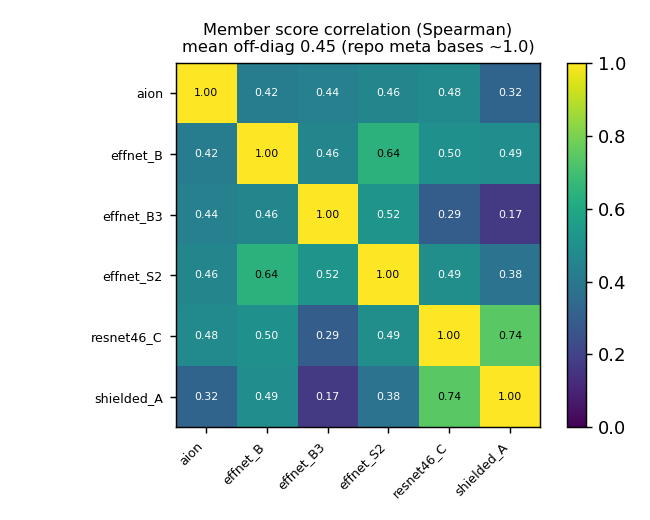 Member score correlation (Spearman)
mean off-diag 0.45 (repo meta bases ~1.0)
aion 1.00 0.42 0.44 0.46 0.48 0.32
effnet_B 0.42 1.00 0.46 0.64 0.50 0.49
effnet_B3 0.44 0.46 1.00 0.52 0.29 0.17
effnet_S2 0.46 0.64 0.52 1.00 0.49 0.38
resnet46_C 0.48 0.50 0.29 0.49 1.00 0.74
shielded_A 0.32 0.49 0.17 0.38 0.74 1.00
aion effnet_B effnet_B3 effnet_S2 resnet46_C shielded_A
1.0
0.8
0.6
0.4
0.2
0.0